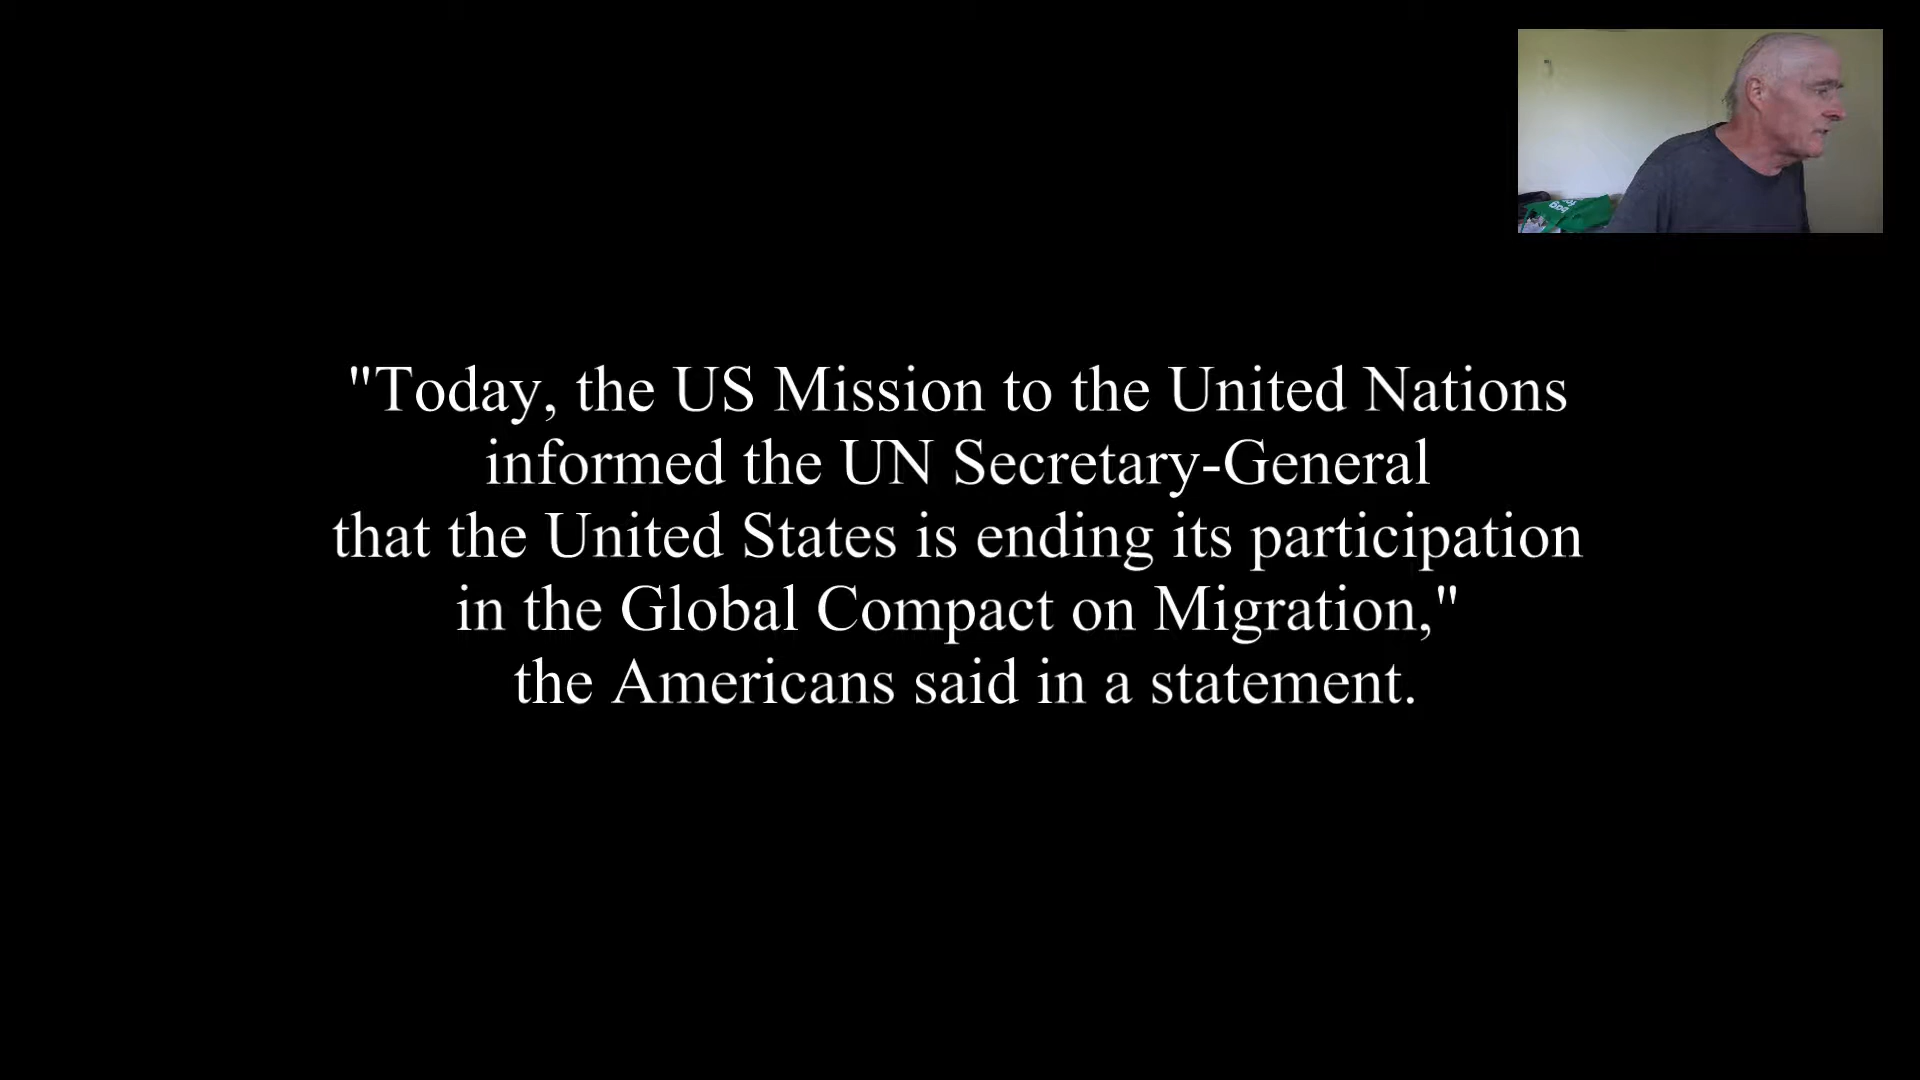 "Today, the US Mission to the United Nations
informed the UN Secretary-General
that the United States is ending its participation
in the Global Compact on Migration,"
the Americans said in a statement.